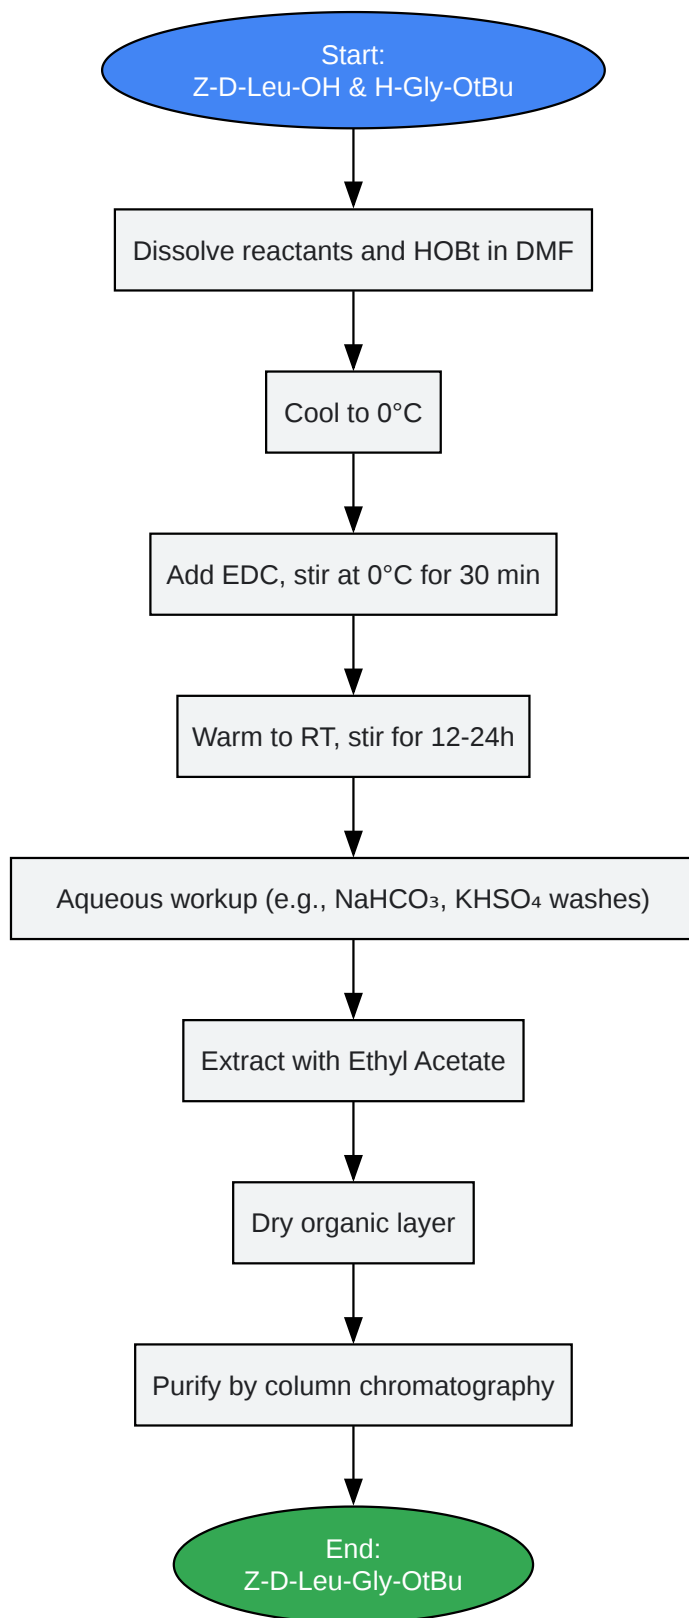 Start:
Z-D-Leu-OH & H-Gly-OtBu
Dissolve reactants and HOBt in DMF
Cool to 0°C
Add EDC, stir at 0°C for 30 min
Warm to RT, stir for 12-24h
Aqueous workup (e.g., NaHCO₃, KHSO₄ washes)
Extract with Ethyl Acetate
Dry organic layer
Purify by column chromatography
End:
Z-D-Leu-Gly-OtBu